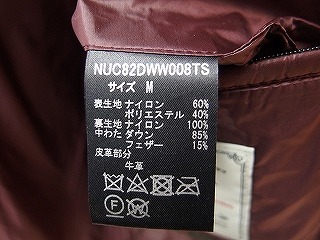 NUC82DWW008TS
サイズ M
表生地 ナイロン 60%
ポリエステル 40%
裏生地 ナイロン 100%
中わた ダウン 85%
フェザー 15%
皮革部分
牛革
F W